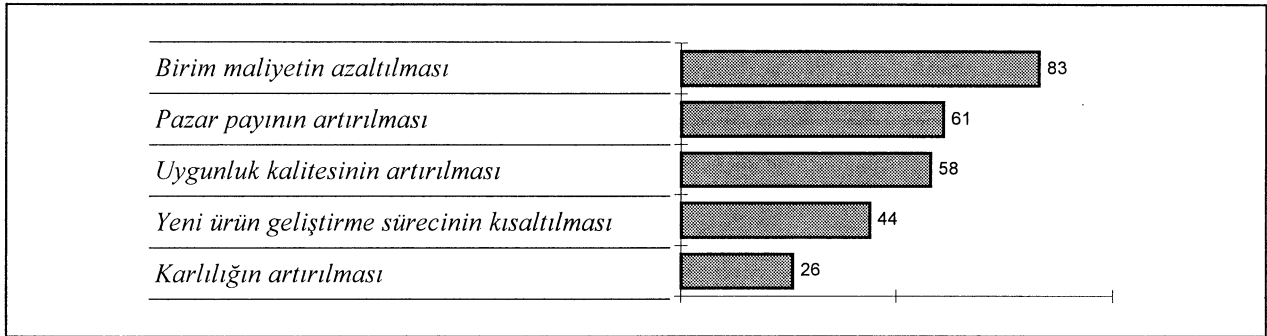 Birim maliyetin azaltılması 83
Pazar payının artırılması 61
Uygunluk kalitesinin artırılması 58
Yeni ürün geliştirme sürecinin kısaltılması 44
Karlılığın artırılması 26